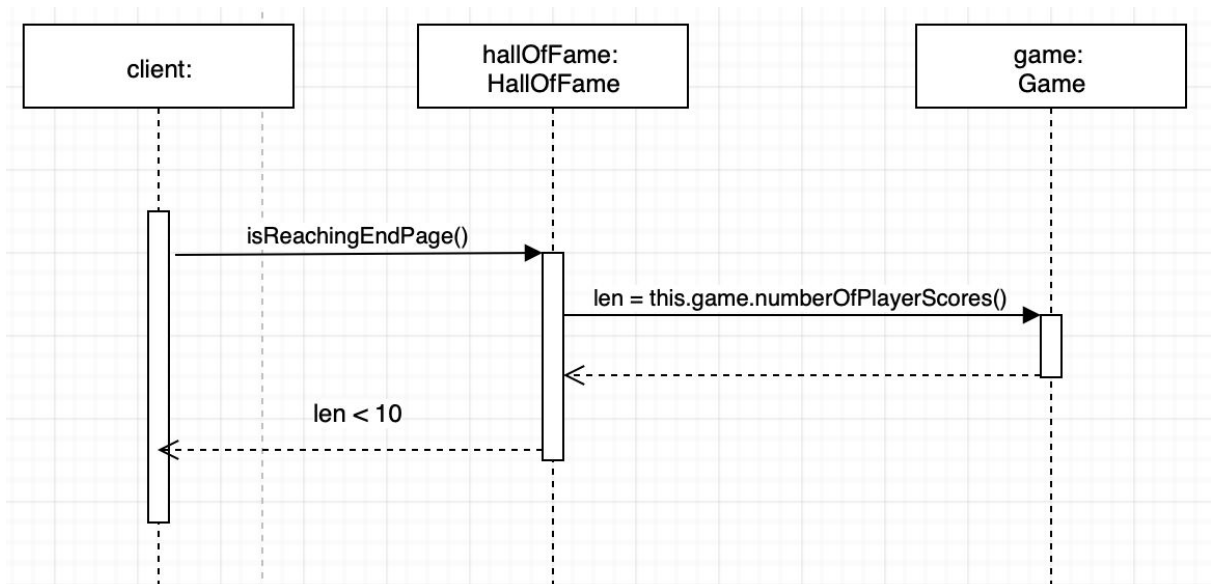 client:
hallOfFame:
HallOfFame
game:
Game
isReachingEndPage()
len = this.game.numberOfPlayerScores()
len < 10